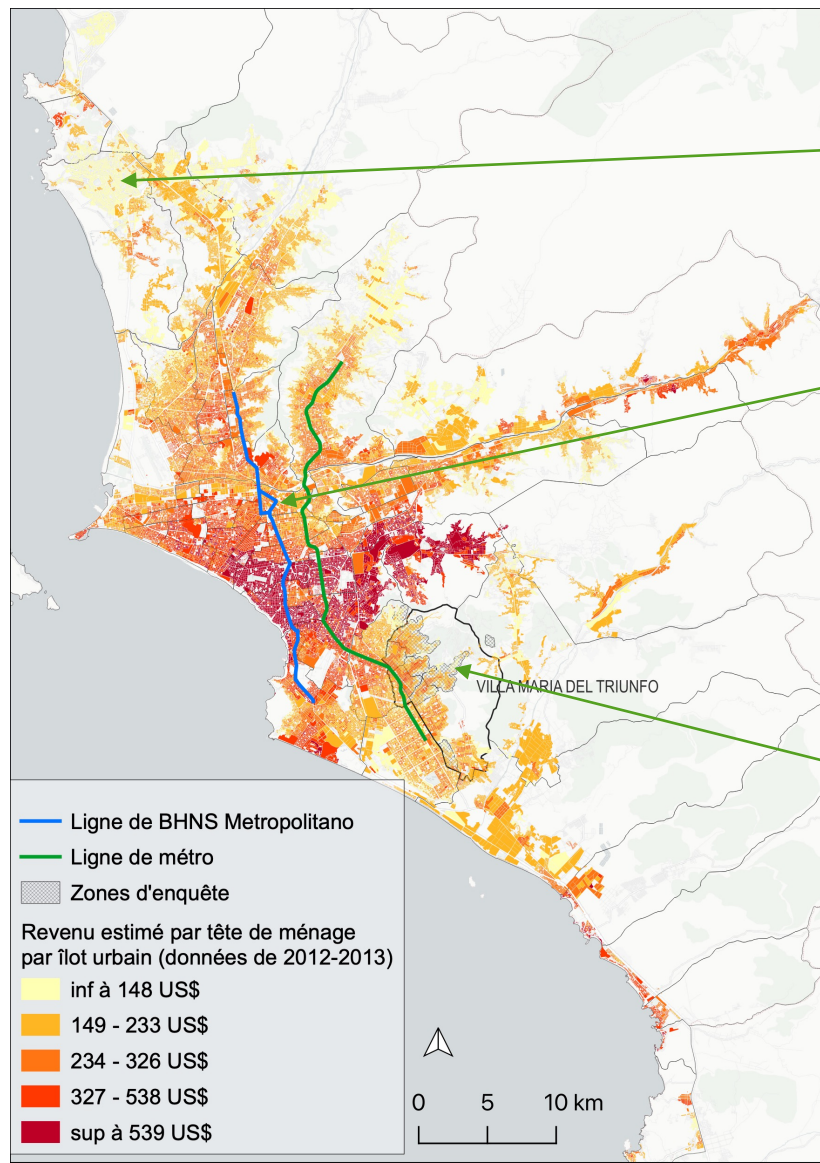 VILLA MARIA DEL TRIUNFO
Ligne de BHNS Metropolitano
Ligne de métro
Zones d'enquête
Revenu estimé par tête de ménage
par îlot urbain (données de 2012-2013)
inf à 148 US$
149 - 233 US$
234 - 326 US$
327 - 538 US$
sup à 539 US$
0 5 10 km